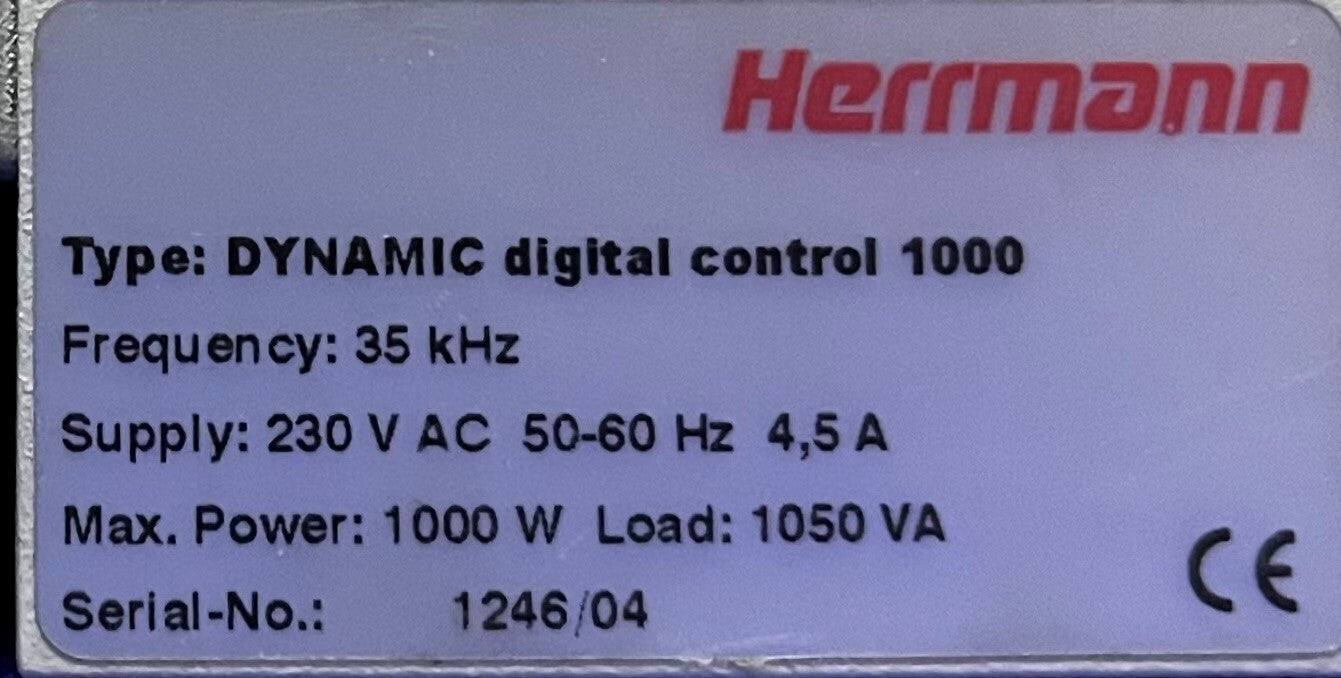 Herrmann
Type: DYNAMIC digital control 1000
Frequency: 35 kHz
Supply: 230 V AC 50-60 Hz 4,5 A
Max. Power: 1000 W Load: 1050 VA
Serial-No.: 1246/04
CE